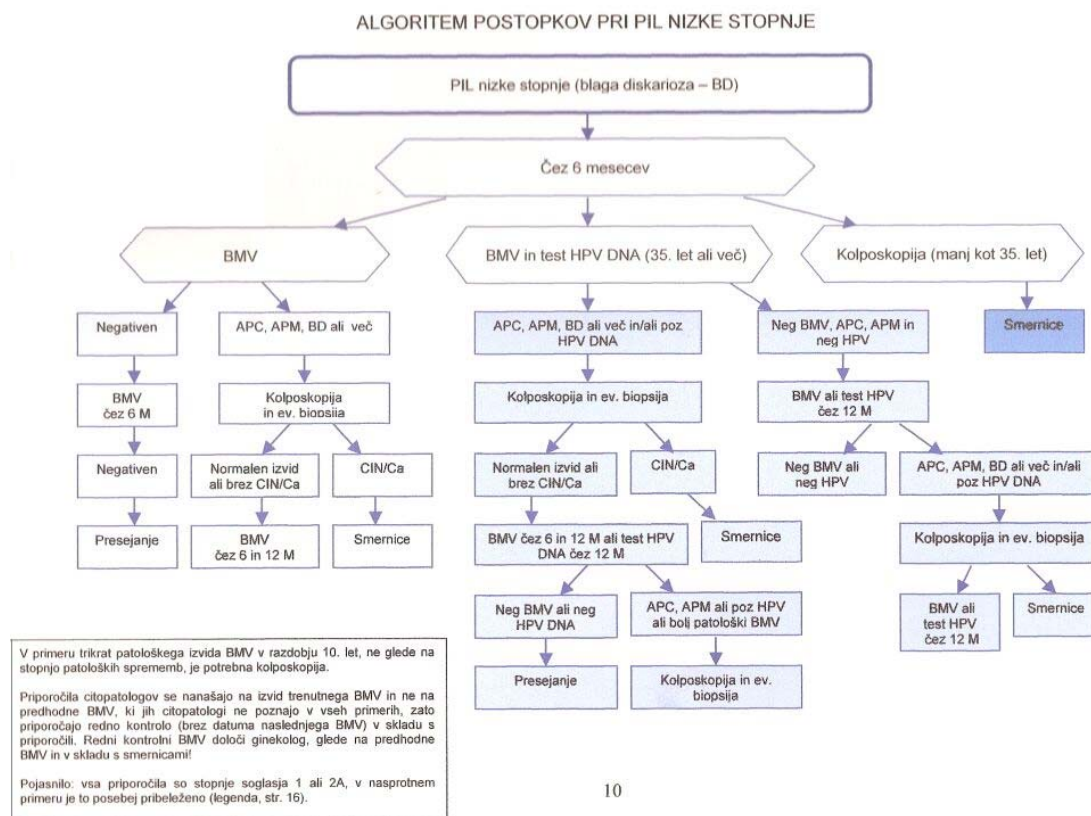 ALGORITEM POSTOPKOV PRI PIL NIZKE STOPNJE
PIL nizke stopnje (blaga diskarioza – BD)
Čez 6 mesecev
BMV
BMV in test HPV DNA (35. let ali več)
Kolposkopija (manj kot 35. let)
Negativen
APC, APM, BD ali več
APC, APM, BD ali več in/ali poz
HPV DNA
Neg BMV, APC, APM in
neg HPV
Smernice
BMV
čez 6 M
Kolposkopija
in ev. biopsija
Kolposkopija in ev. biopsija
BMV ali test HPV
čez 12 M
Negativen
Normalen izvid
ali brez CIN/Ca
CIN/Ca
Normalen izvid ali
brez CIN/Ca
CIN/Ca
Neg BMV ali
neg HPV
APC, APM, BD ali več in/ali
poz HPV DNA
Presejanje
BMV
čez 6 in 12 M
Smernice
BMV čez 6 in 12 M ali test HPV
DNA čez 12 M
Smernice
Kolposkopija in ev. biopsija
Neg BMV ali neg
HPV DNA
APC, APM ali poz HPV
ali bolj patološki BMV
BMV ali
test HPV
čez 12 M
Smernice
Presejanje
Kolposkopija in ev.
biopsija
V primeru trikrat patološkega izvida BMV v razdobju 10. let, ne glede na
stopnjo patoloških sprememb, je potrebna kolposkopija.
Priporočila citopatologov se nanašajo na izvid trenutnega BMV in ne na
predhodne BMV, ki jih citopatologi ne poznajo v vseh primerih, zato
priporočajo redno kontrolo (brez datuma naslednjega BMV) v skladu s
priporočili. Redni kontrolni BMV določi ginekolog, glede na predhodne
BMV in v skladu s smernicami!
Pojasnilo: vsa priporočila so stopnje soglasja 1 ali 2A, v nasprotnem
primeru je to posebej pribeleženo (legenda, str. 16).
10